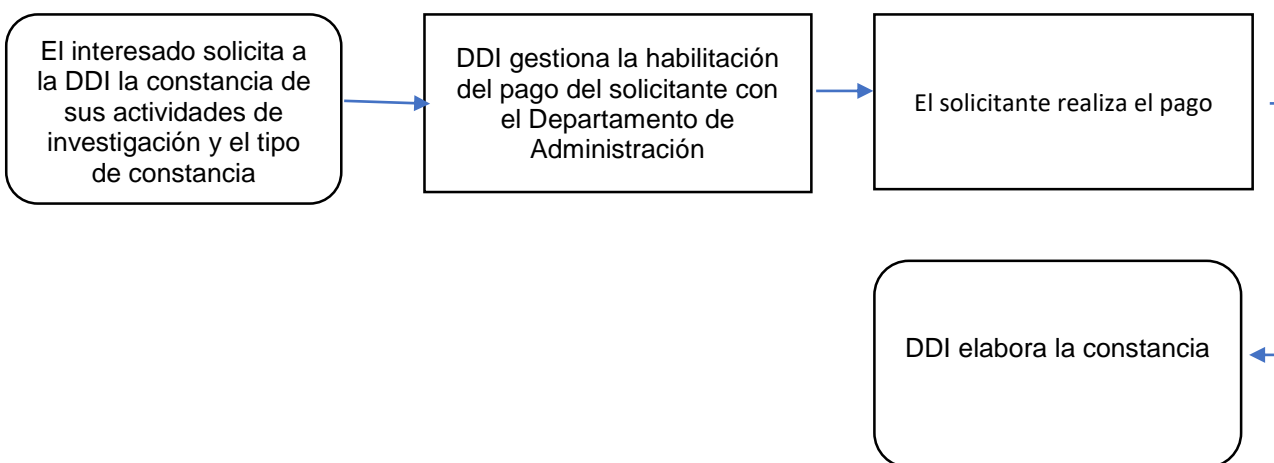 El interesado solicita a
la DDI la constancia de
sus actividades de
investigación y el tipo
de constancia
DDI gestiona la habilitación
del pago del solicitante con
el Departamento de
Administración
El solicitante realiza el pago
DDI elabora la constancia